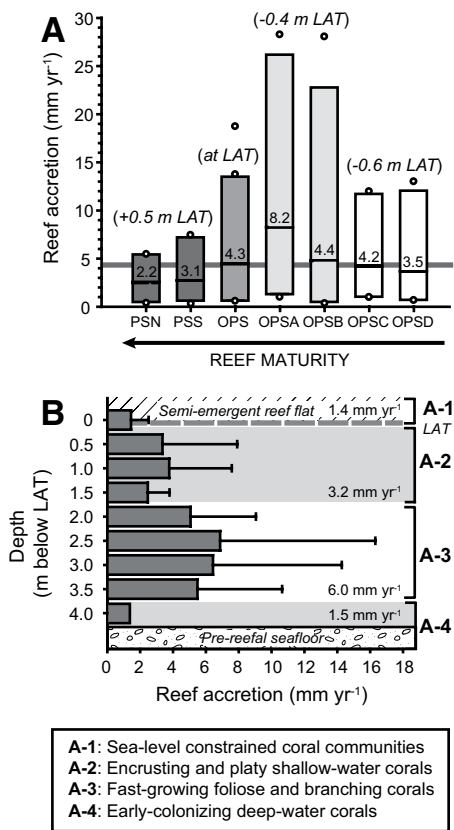 A
Reef accretion (mm yr-1)
30
25
20
15
10
5
0
(-0.4 m LAT)
(at LAT)
(-0.6 m LAT)
(+0.5 m LAT)
8.2
4.3
4.4
4.2
3.5
3.1
2.2
PSN PSS OPS OPSA OPSB OPSC OPSD
REEF MATURITY
B
Depth
(m below LAT)
0
0.5
1.0
1.5
2.0
2.5
3.0
3.5
4.0
Semi-emergent reef flat
1.4 mm yr-1
A-1
LAT
A-2
3.2 mm yr-1
A-3
6.0 mm yr-1
1.5 mm yr-1
A-4
Pre-reefal seafloor
0 2 4 6 8 10 12 14 16 18
Reef accretion (mm yr-1)
A-1: Sea-level constrained coral communities
A-2: Encrusting and platy shallow-water corals
A-3: Fast-growing foliose and branching corals
A-4: Early-colonizing deep-water corals